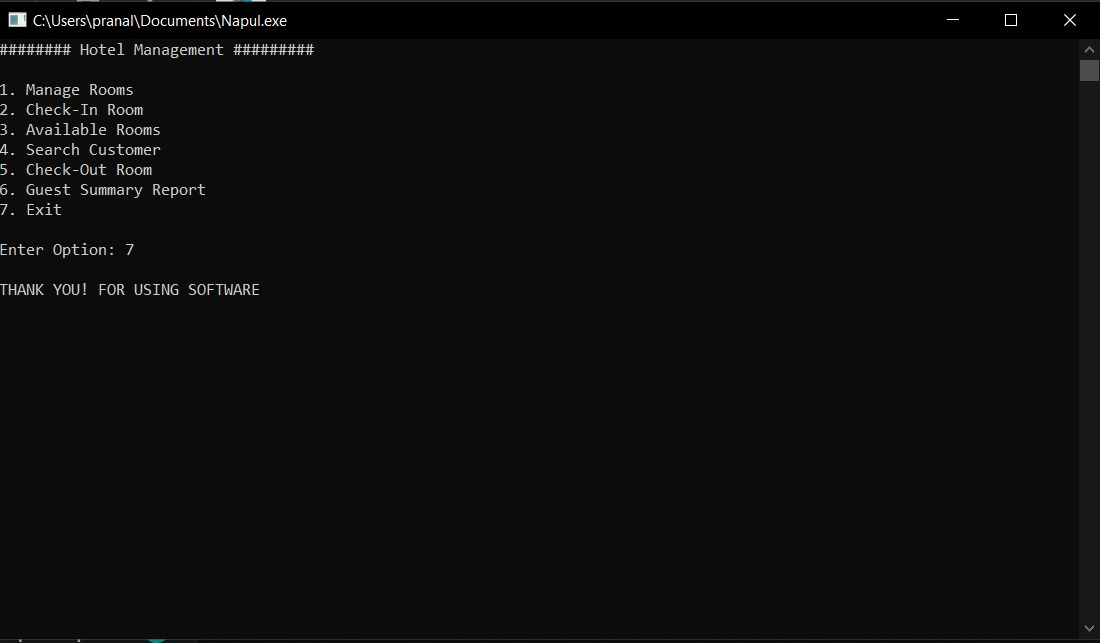 C:\Users\pranal\Documents\Napul.exe
######## Hotel Management #########
1. Manage Rooms
2. Check-In Room
3. Available Rooms
4. Search Customer
5. Check-Out Room
6. Guest Summary Report
7. Exit
Enter Option: 7
THANK YOU! FOR USING SOFTWARE